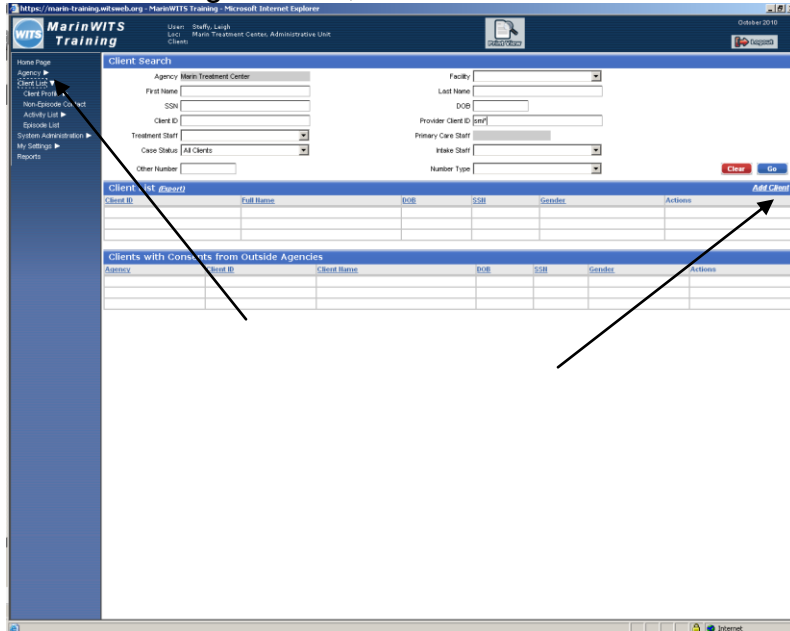 https://marin-training.witsweb.org - MarinWITS Training - Microsoft Internet Explorer
WITS MarinWITS Training
User: Staffy, Leigh
Loc: Marin Treatment Center, Administrative Unit
Client:
Print View
October 2010
Logout
Home Page
Agency ▶
Client List ▼
Client Profile
Non-Episode Contact
Activity List ▶
Episode List
System Administration ▶
My Settings ▶
Reports
Client Search
Agency Marin Treatment Center Facility
First Name Last Name
SSN DOB
Client ID Provider Client ID smi*
Treatment Staff Primary Care Staff
Case Status All Clients Intake Staff
Other Number Number Type Clear Go
Client List (Export) Add Client
Client ID Full Name DOB SSN Gender Actions
Clients with Consents from Outside Agencies
Agency Client ID Client Name DOB SSN Gender Actions
Internet